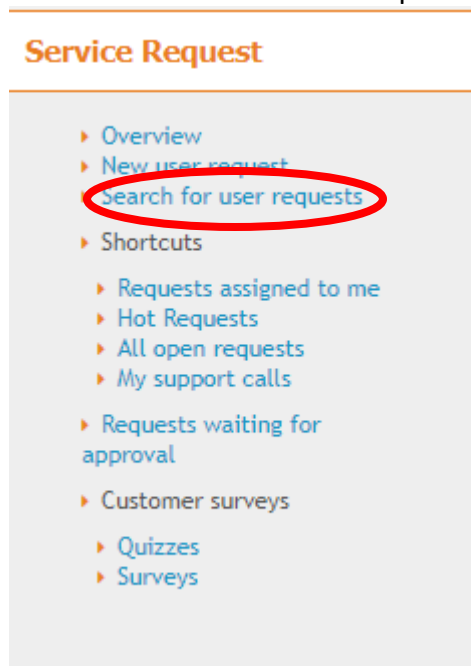 Service Request
Overview
New user request
Search for user requests
Shortcuts
Requests assigned to me
Hot Requests
All open requests
My support calls
Requests waiting for
approval
Customer surveys
Quizzes
Surveys